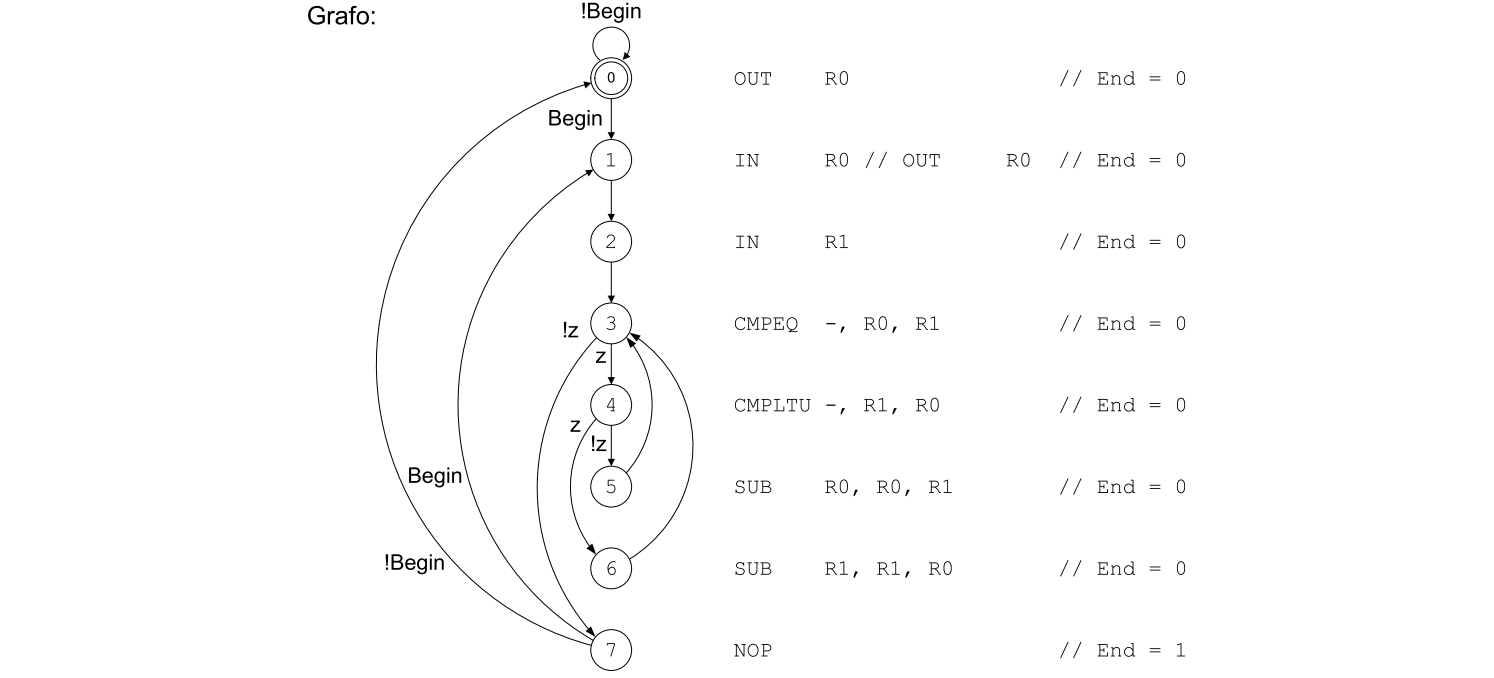 Grafo:
!Begin
0 OUT R0 // End = 0
Begin
1 IN R0 // OUT R0 // End = 0
2 IN R1 // End = 0
!z 3 CMPEQ -, R0, R1 // End = 0
z
4 CMPLTU -, R1, R0 // End = 0
z
!z
Begin
5 SUB R0, R0, R1 // End = 0
!Begin
6 SUB R1, R1, R0 // End = 0
7 NOP // End = 1